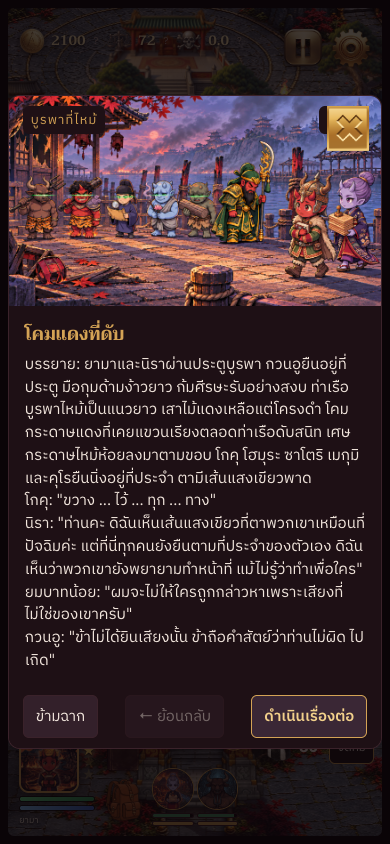 2100
72
0.0
บูรพาที่ไหม้
โคมแดงที่ดับ
บรรยาย: ยามาและนิราผ่านประตูบูรพา กวนอูยืนอยู่ที่
ประตู มือกุมด้ามง้าวยาว ก้มศีรษะรับอย่างสงบ ท่าเรือ
บูรพาไหม้เป็นแนวยาว เสาไม้แดงเหลือแต่โครงดำ โคม
กระดาษแดงที่เคยแขวนเรียงตลอดท่าเรือดับสนิท เศษ
กระดาษไหม้ห้อยลงมาตามขอบ โกคุ โฮมุระ ซาโตริ เมกุมิ
และคุโรยืนนิ่งอยู่ที่ประจำ ตามีเส้นแสงเขียวพาด
โกคุ: "ขวาง ... ไว้ ... ทุก ... ทาง"
นิรา: "ท่านคะ ดิฉันเห็นเส้นแสงเขียวที่ตาพวกเขาเหมือนที่
ปัจฉิมค่ะ แต่ที่นี่ทุกคนยังยืนตามที่ประจำของตัวเอง ดิฉัน
เห็นว่าพวกเขายังพยายามทำหน้าที่ แม้ไม่รู้ว่าทำเพื่อใคร"
ยมบาทน้อย: "ผมจะไม่ให้ใครถูกกล่าวหาเพราะเสียงที่
ไม่ใช่ของเขาครับ"
กวนอู: "ข้าไม่ได้ยินเสียงนั้น ข้าถือคำสัตย์ว่าท่านไม่ผิด ไป
เถิด"
ข้ามฉาก
← ย้อนกลับ
ดำเนินเรื่องต่อ
ยามา